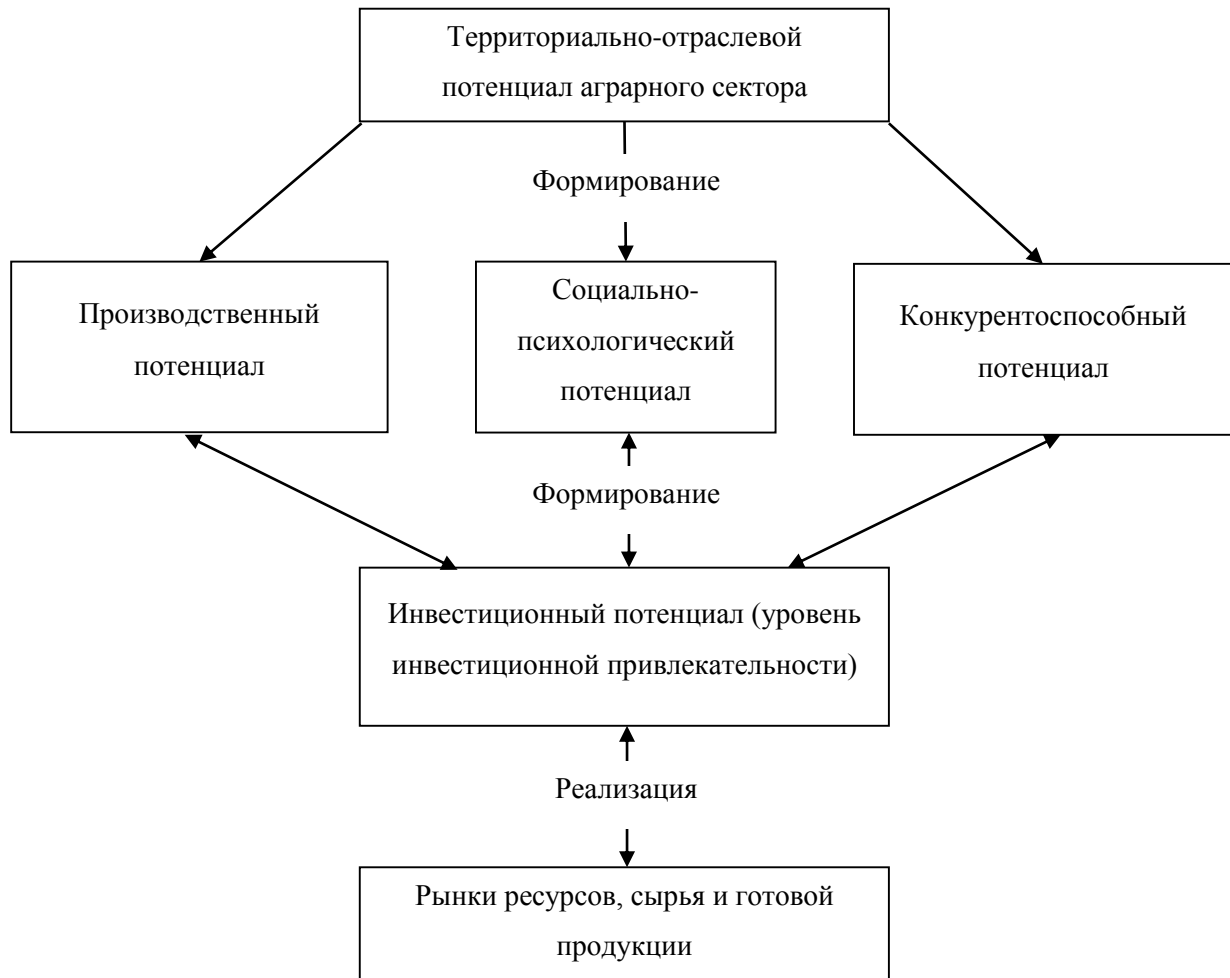 Территориально-отраслевой
потенциал аграрного сектора
Формирование
Производственный
потенциал
Социально-
психологический
потенциал
Конкурентоспособный
потенциал
Формирование
Инвестиционный потенциал (уровень
инвестиционной привлекательности)
Реализация
Рынки ресурсов, сырья и готовой
продукции